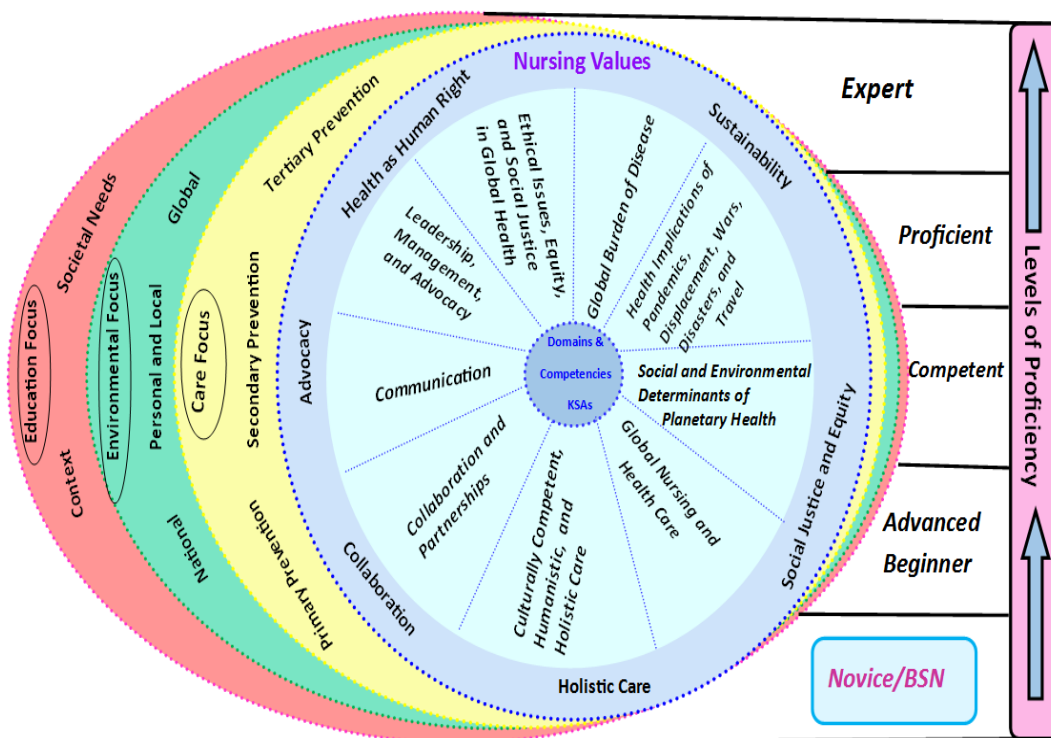 Nursing Values
Health as Human Right
Sustainability
Advocacy
Social Justice and Equity
Collaboration
Holistic Care
Ethical Issues, Equity,
and Social Justice
in Global Health
Global Burden of Disease
Health Implications of
Pandemics,
Displacement, Wars,
Disasters, and
Travel
Leadership,
Management,
and Advocacy
Communication
Domains &
Competencies
KSAs
Social and Environmental
Determinants of
Planetary Health
Collaboration and
Partnerships
Culturally Competent,
Humanistic, and
Holistic Care
Global Nursing and
Health Care
Tertiary Prevention
Secondary Prevention
Care Focus
Primary Prevention
Global
Personal and Local
Environmental Focus
National
Societal Needs
Education Focus
Context
Expert
Proficient
Competent
Advanced
Beginner
Novice/BSN
Levels of Proficiency